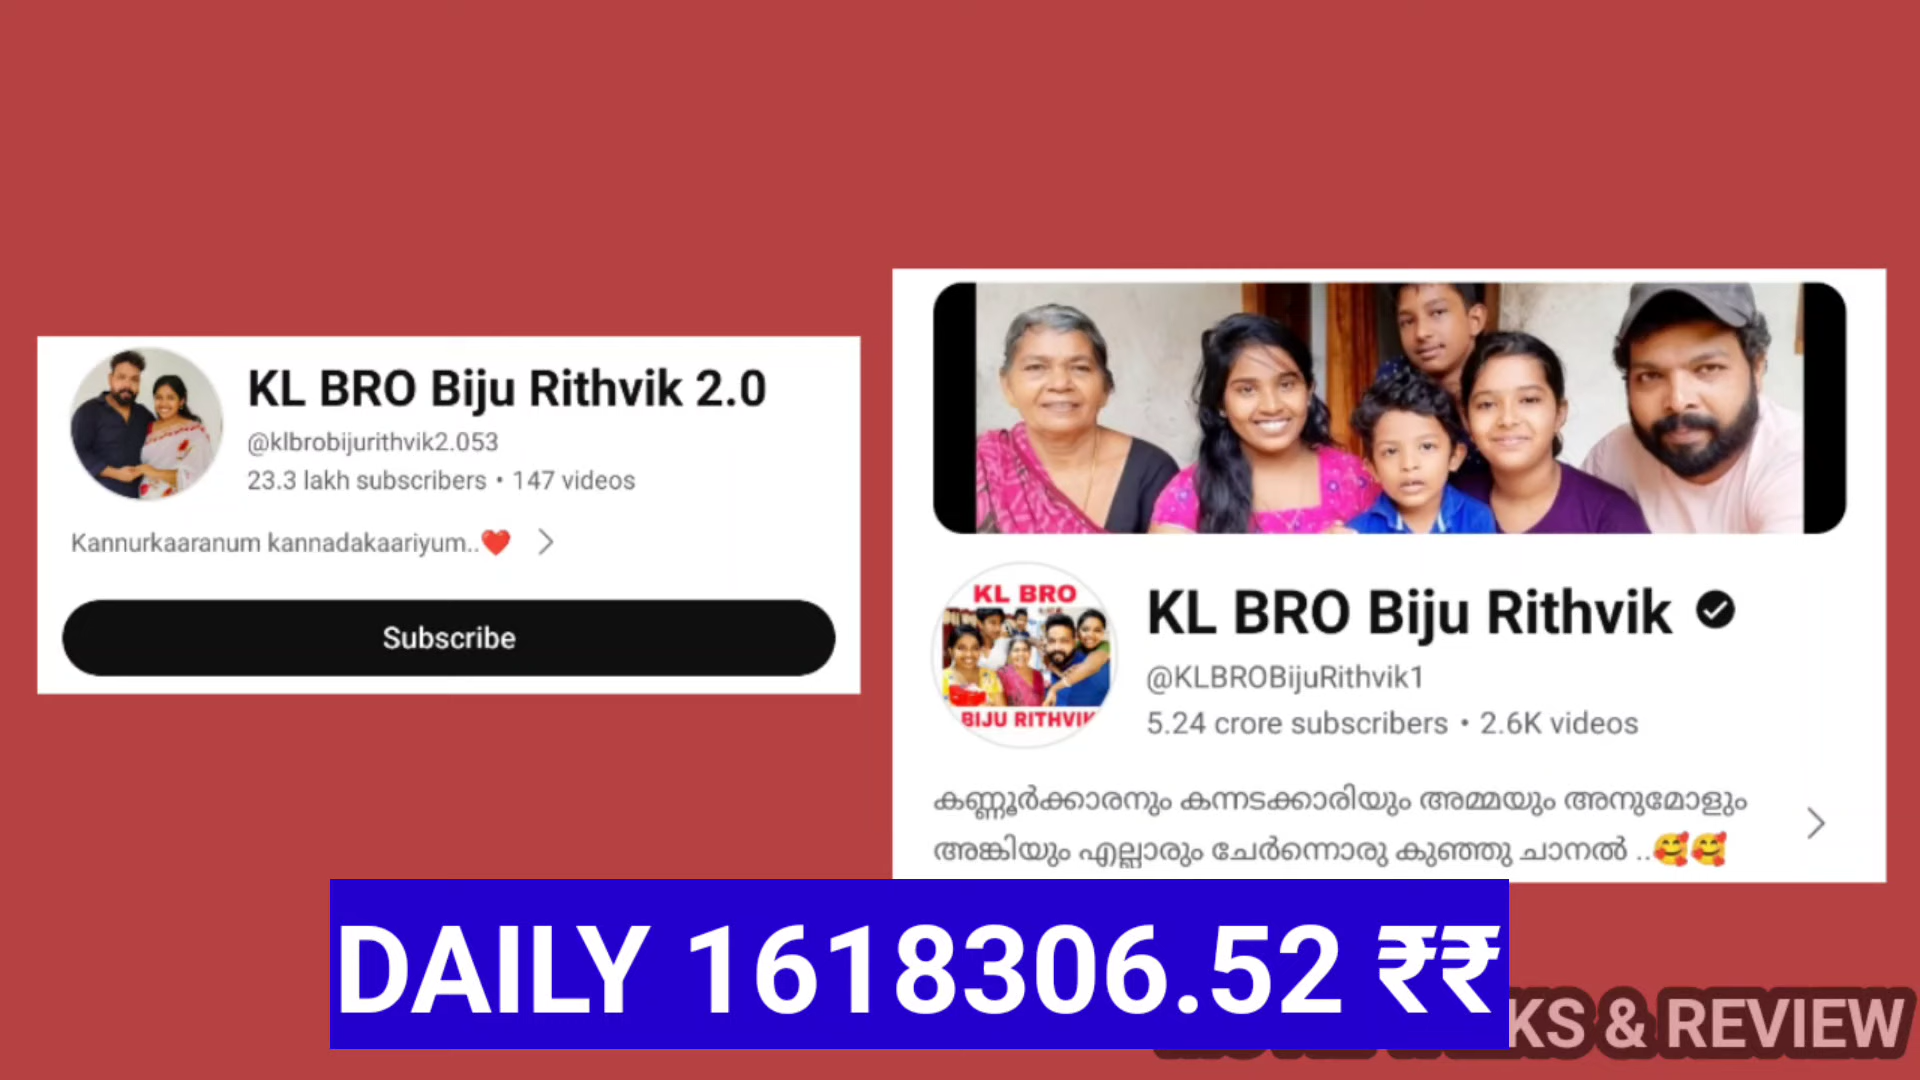 KL BRO Biju Rithvik 2.0
@klbrobijurithvik2.053
23.3 lakh subscribers • 147 videos
Kannurkaaranum kannadakaariyum..❤️ >
Subscribe
KL BRO
BIJU RITHVIK
KL BRO Biju Rithvik
@KLBROBijuRithvik1
5.24 crore subscribers • 2.6K videos
കണ്ണൂർക്കാരനും കന്നടക്കാരിയും അമ്മയും അനുമോളും
അങ്കിയും എല്ലാരും ചേർന്നൊരു കുഞ്ഞു ചാനൽ ..🥰🥰 >
DAILY 1618306.52 ₹₹
& REVIEW